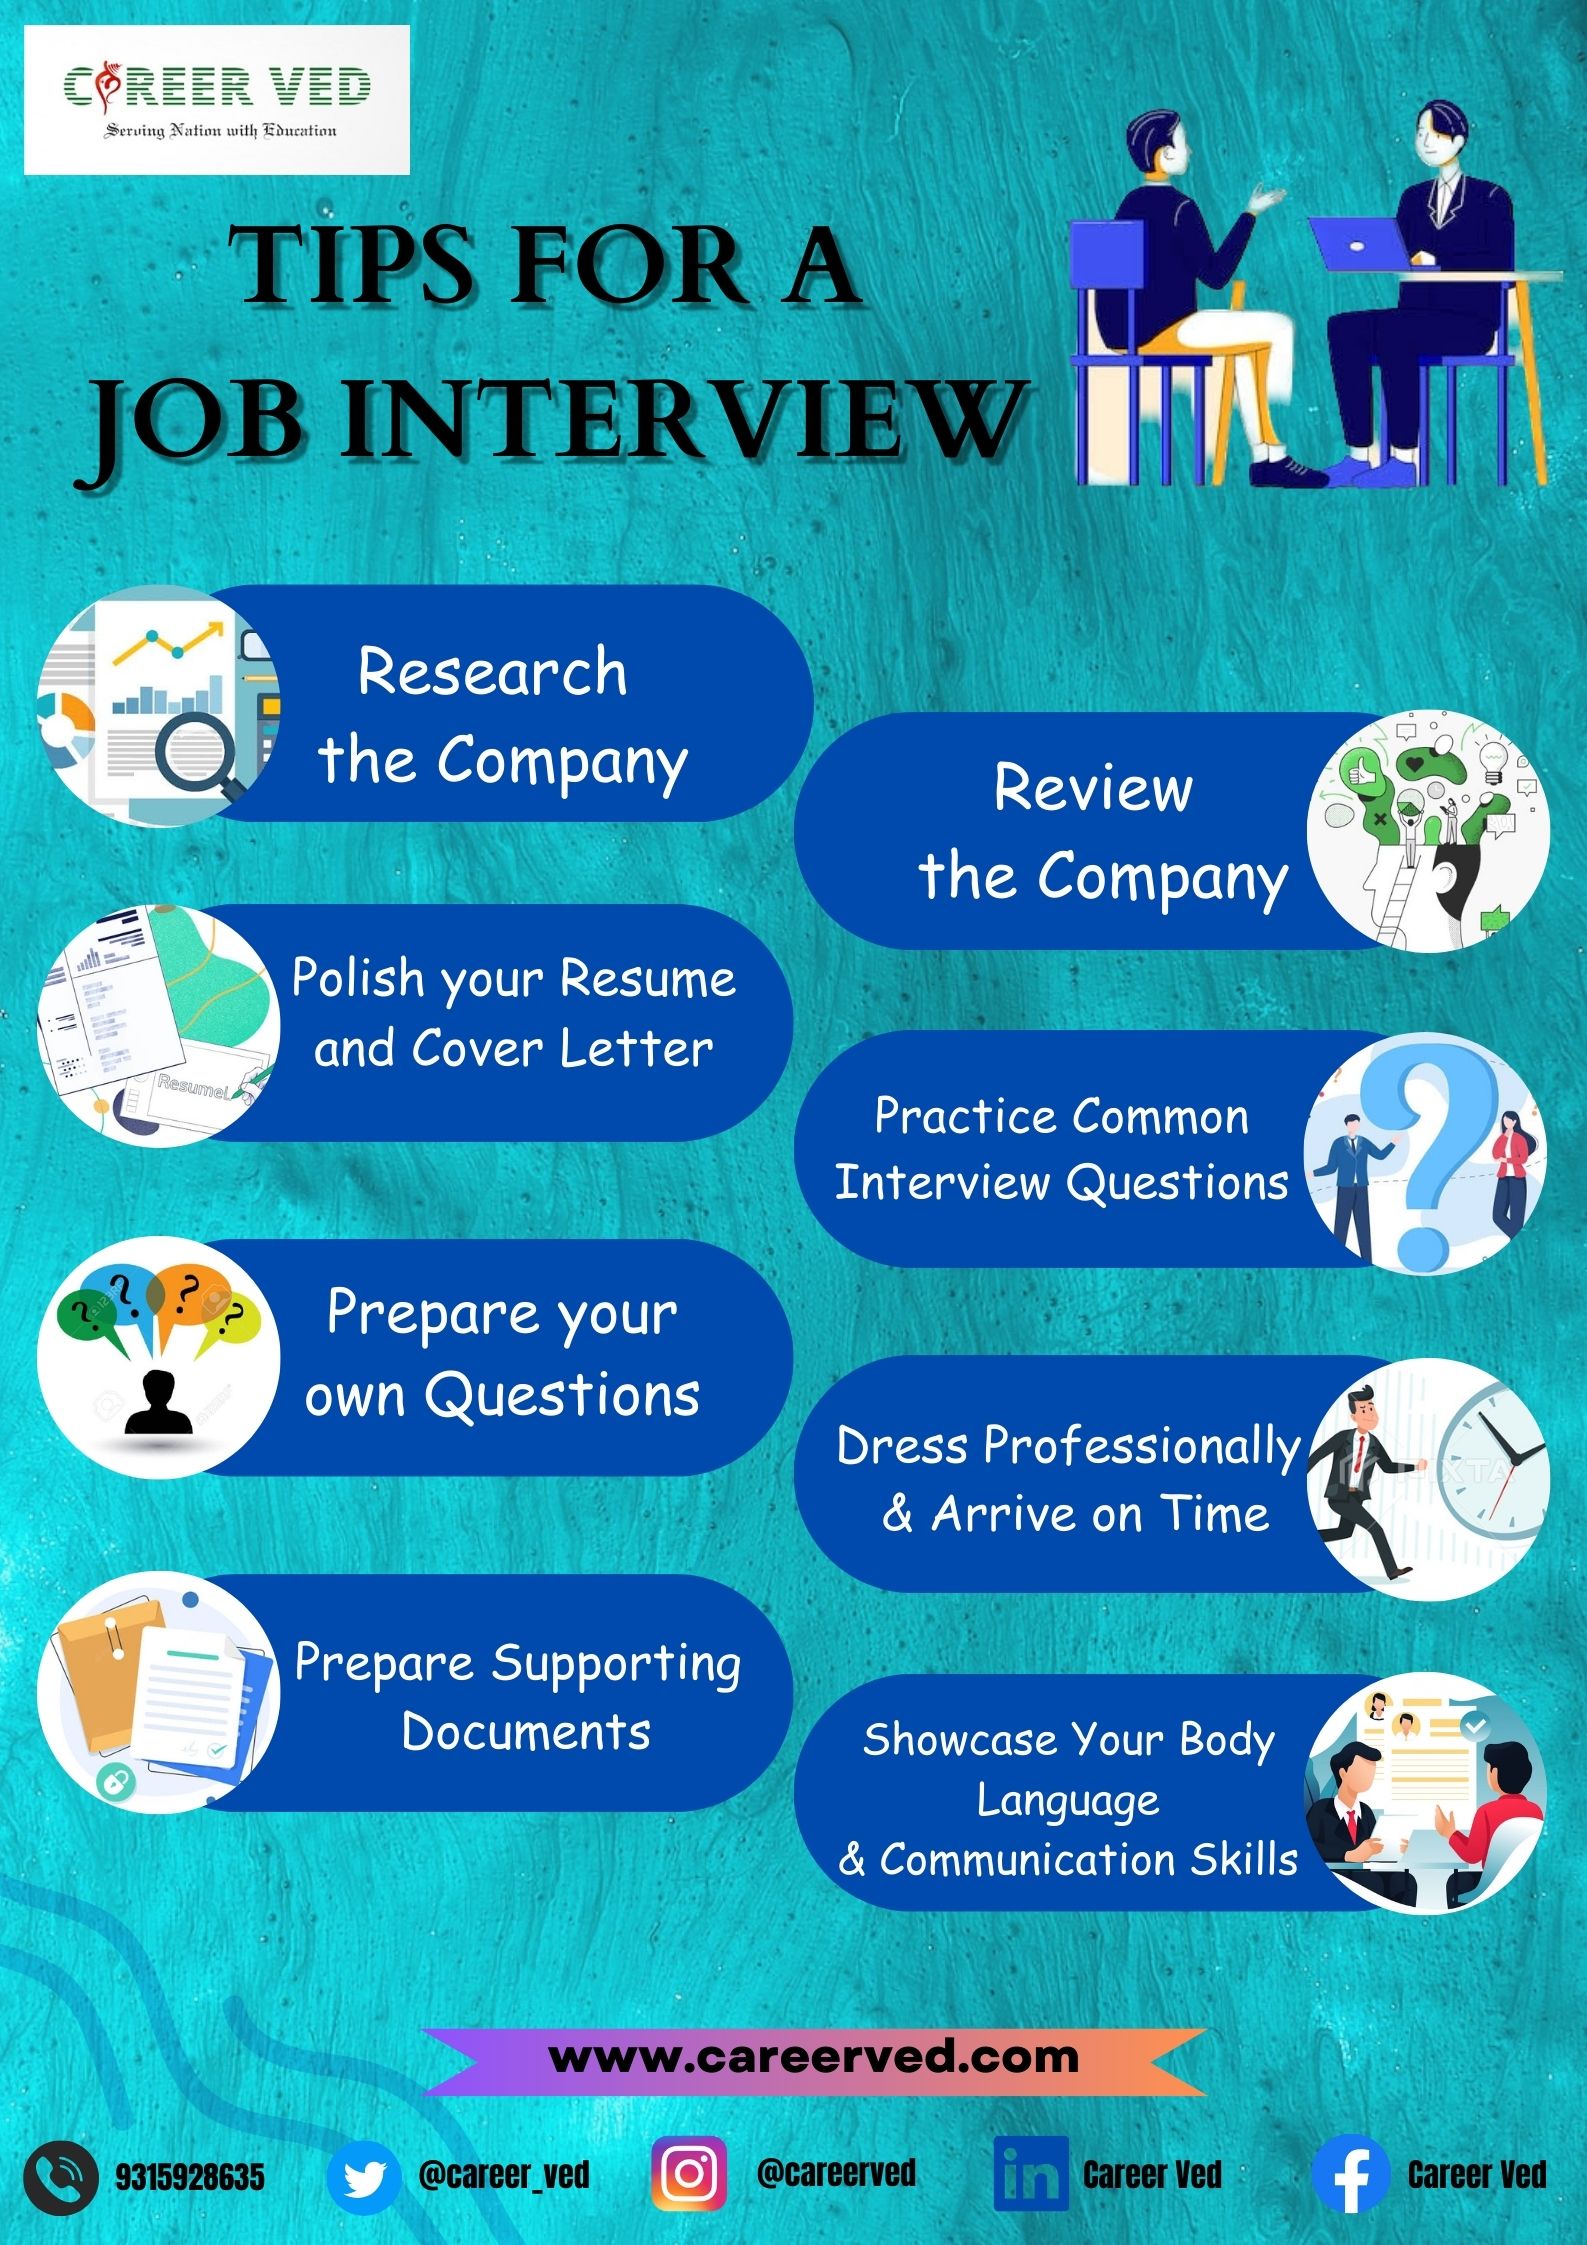 CAREER VED
Serving Nation with Education
TIPS FOR A
JOB INTERVIEW
Research
the Company
Review
the Company
Polish your Resume
and Cover Letter
Resume
Practice Common
Interview Questions
Prepare your
own Questions
Dress Professionally
& Arrive on Time
Prepare Supporting
Documents
Showcase Your Body
Language
& Communication Skills
www.careerved.com
9315928635
@career_ved
@careerved
Career Ved
Career Ved